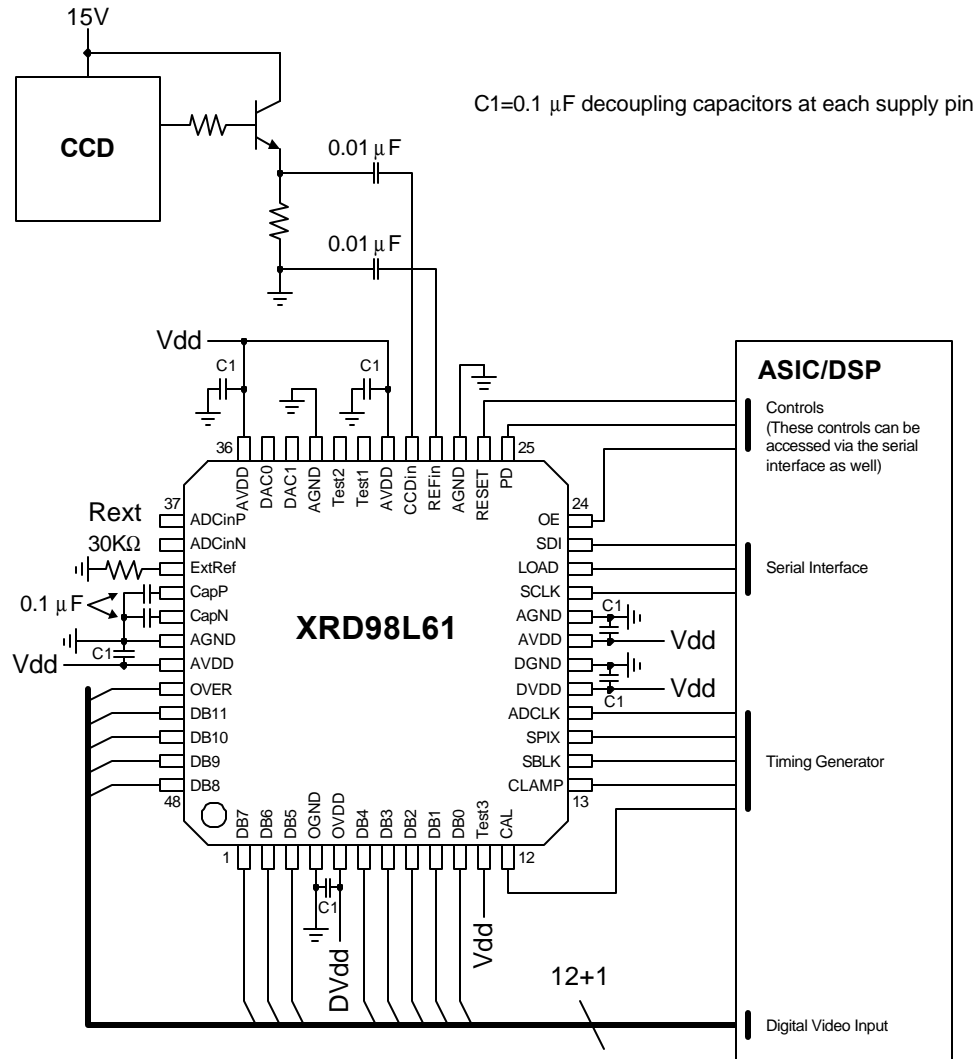 15V
C1=0.1 μF decoupling capacitors at each supply pin
CCD
0.01 μF
0.01 μF
Vdd
C1
C1
ASIC/DSP
Controls
(These controls can be
accessed via the serial
interface as well)
36
25
AVDD
DAC0
DAC1
AGND
Test2
Test1
AVDD
CCDin
REFin
AGND
RESET
PD
37
24
Rext
30KΩ
ADCinP
ADCinN
ExtRef
CapP
CapN
AGND
AVDD
OVER
DB11
DB10
DB9
DB8
0.1 μF
C1
Vdd
48
XRD98L61
OE
SDI
LOAD
SCLK
AGND
AVDD
DGND
DVDD
ADCLK
SPIX
SBLK
CLAMP
C1
Vdd
C1
Vdd
13
Serial Interface
Timing Generator
DB7
DB6
DB5
OGND
OVDD
DB4
DB3
DB2
DB1
DB0
Test3
CAL
1
12
C1
DVdd
Vdd
12+1
Digital Video Input